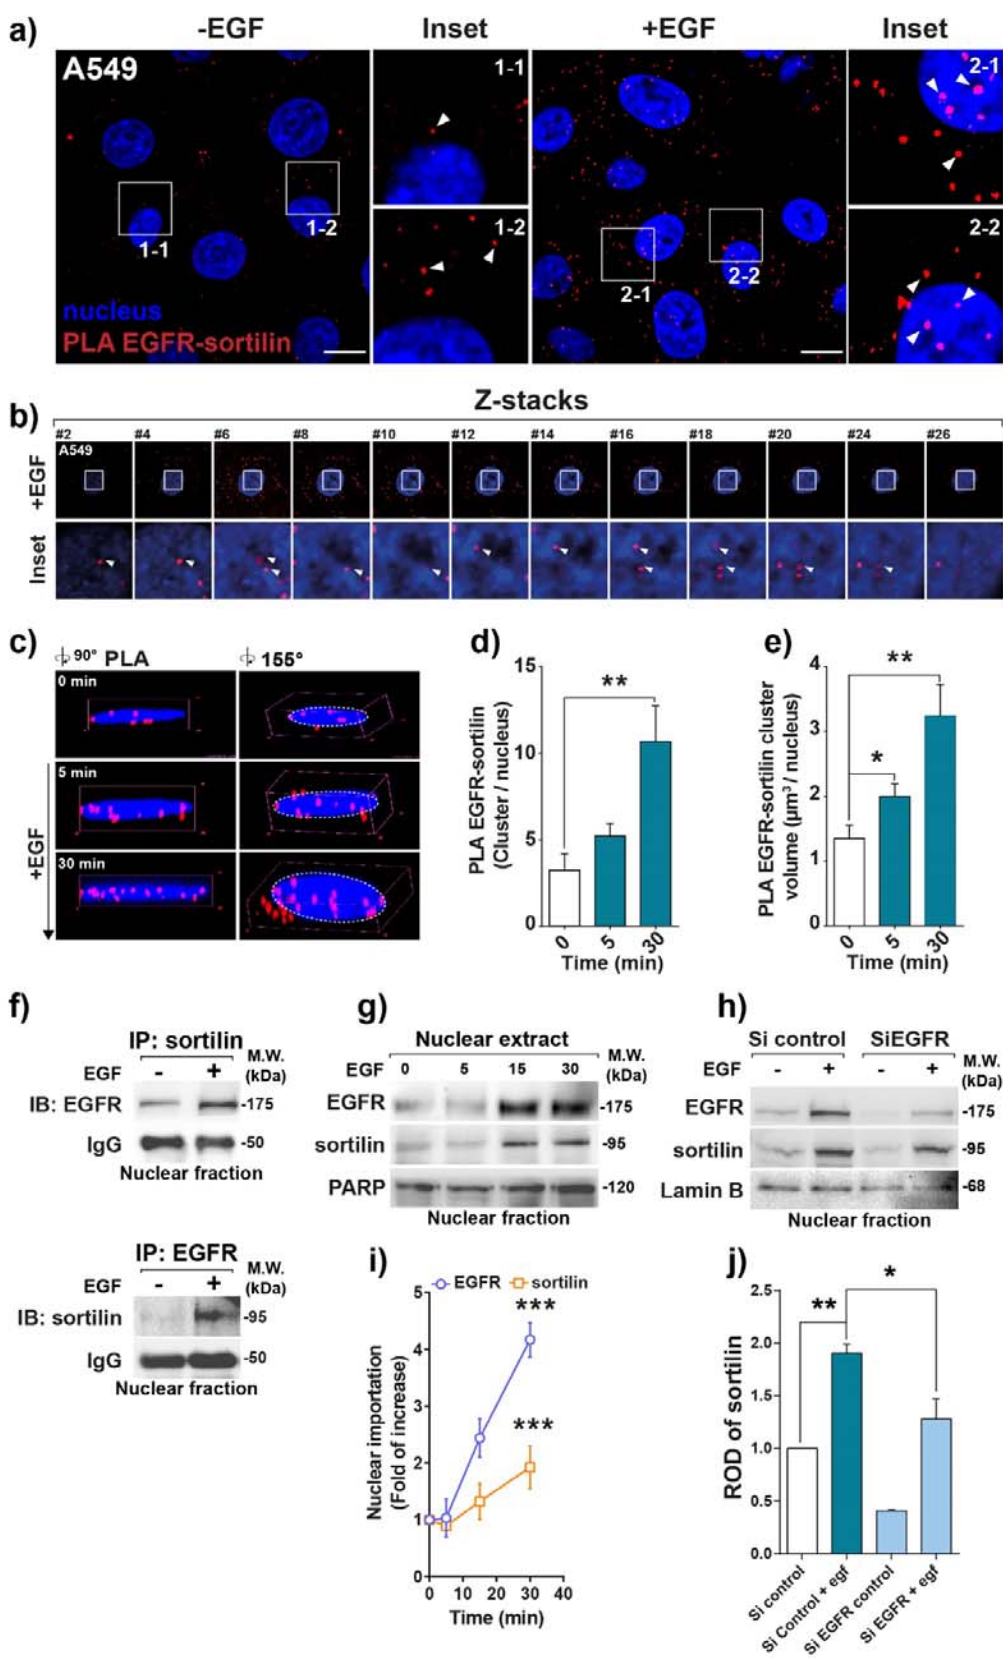 a)
-EGF
Inset
+EGF
Inset
A549
1-1
1-2
nucleus
PLA EGFR-sortilin
1-1
1-2
2-1
2-2
2-1
2-2
b)
Z-stacks
#2 #4 #6 #8 #10 #12 #14 #16 #18 #20 #24 #26
+EGF
A549
Inset
c)
90° PLA
155°
0 min
5 min
30 min
+EGF
d)
PLA EGFR-sortilin
(Cluster / nucleus)
15
10
5
0
**
0 5 30
Time (min)
e)
PLA EGFR-sortilin cluster
volume (µm³ / nucleus)
4
3
2
1
0
**
*
0 5 30
Time (min)
f)
IP: sortilin
M.W.
(kDa)
EGF - +
IB: EGFR
-175
IgG
-50
Nuclear fraction
IP: EGFR
M.W.
(kDa)
EGF - +
IB: sortilin
-95
IgG
-50
Nuclear fraction
g)
Nuclear extract
M.W.
(kDa)
EGF 0 5 15 30
EGFR
-175
sortilin
-95
PARP
-120
Nuclear fraction
h)
Si control SiEGFR
M.W.
(kDa)
EGF - + - +
EGFR
-175
sortilin
-95
Lamin B
-68
Nuclear fraction
i)
EGFR sortilin
Nuclear importation
(Fold of increase)
5
4
3
2
1
0
***
***
0 10 20 30 40
Time (min)
j)
ROD of sortilin
2.5
2.0
1.5
1.0
0.5
0.0
**
*
Si control
Si Control + egf
Si EGFR control
Si EGFR + egf